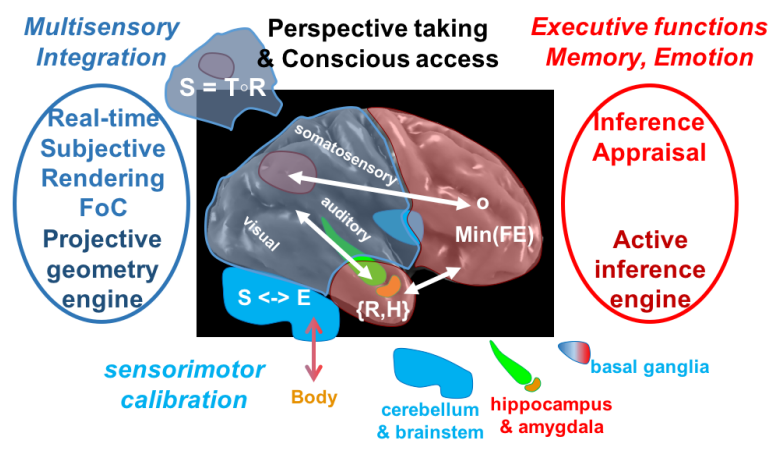 Multisensory
Integration
Perspective taking
& Conscious access
Executive functions
Memory, Emotion
S = T∘R
Real-time
Subjective
Rendering
FoC
Projective
geometry
engine
somatosensory
auditory
visual
o
Min(FE)
{R,H}
S <-> E
Inference
Appraisal
Active
inference
engine
sensorimotor
calibration
Body
cerebellum
& brainstem
hippocampus
& amygdala
basal ganglia